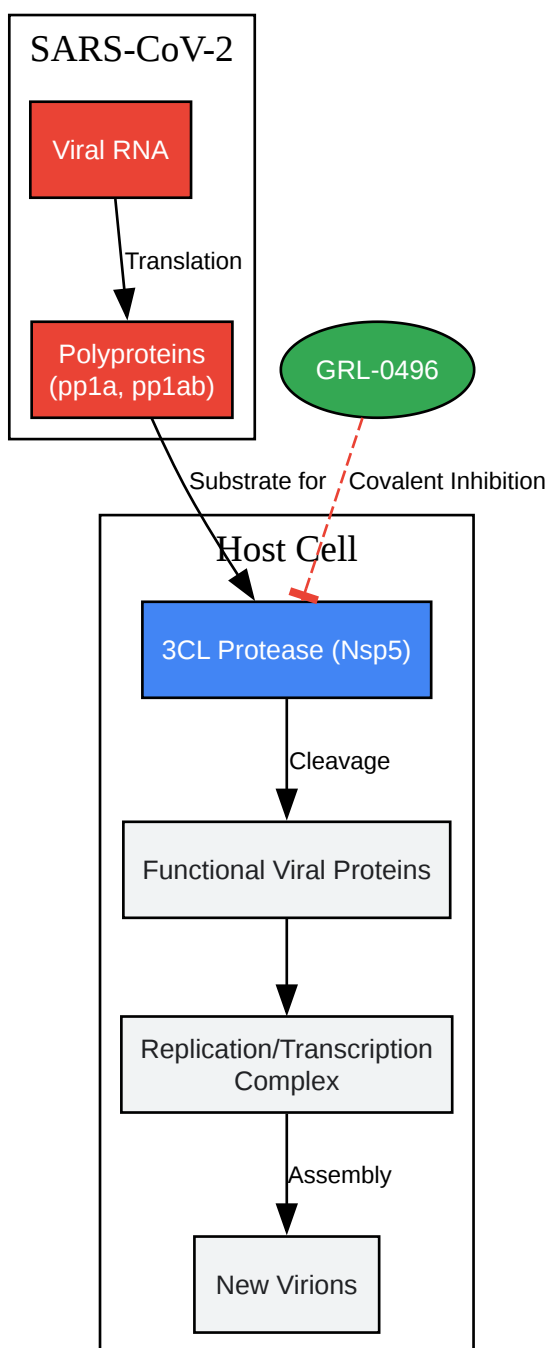 SARS-CoV-2
Viral RNA
Translation
Polyproteins
(pp1a, pp1ab)
GRL-0496
Substrate for
Covalent Inhibition
Host Cell
3CL Protease (Nsp5)
Cleavage
Functional Viral Proteins
Replication/Transcription
Complex
Assembly
New Virions